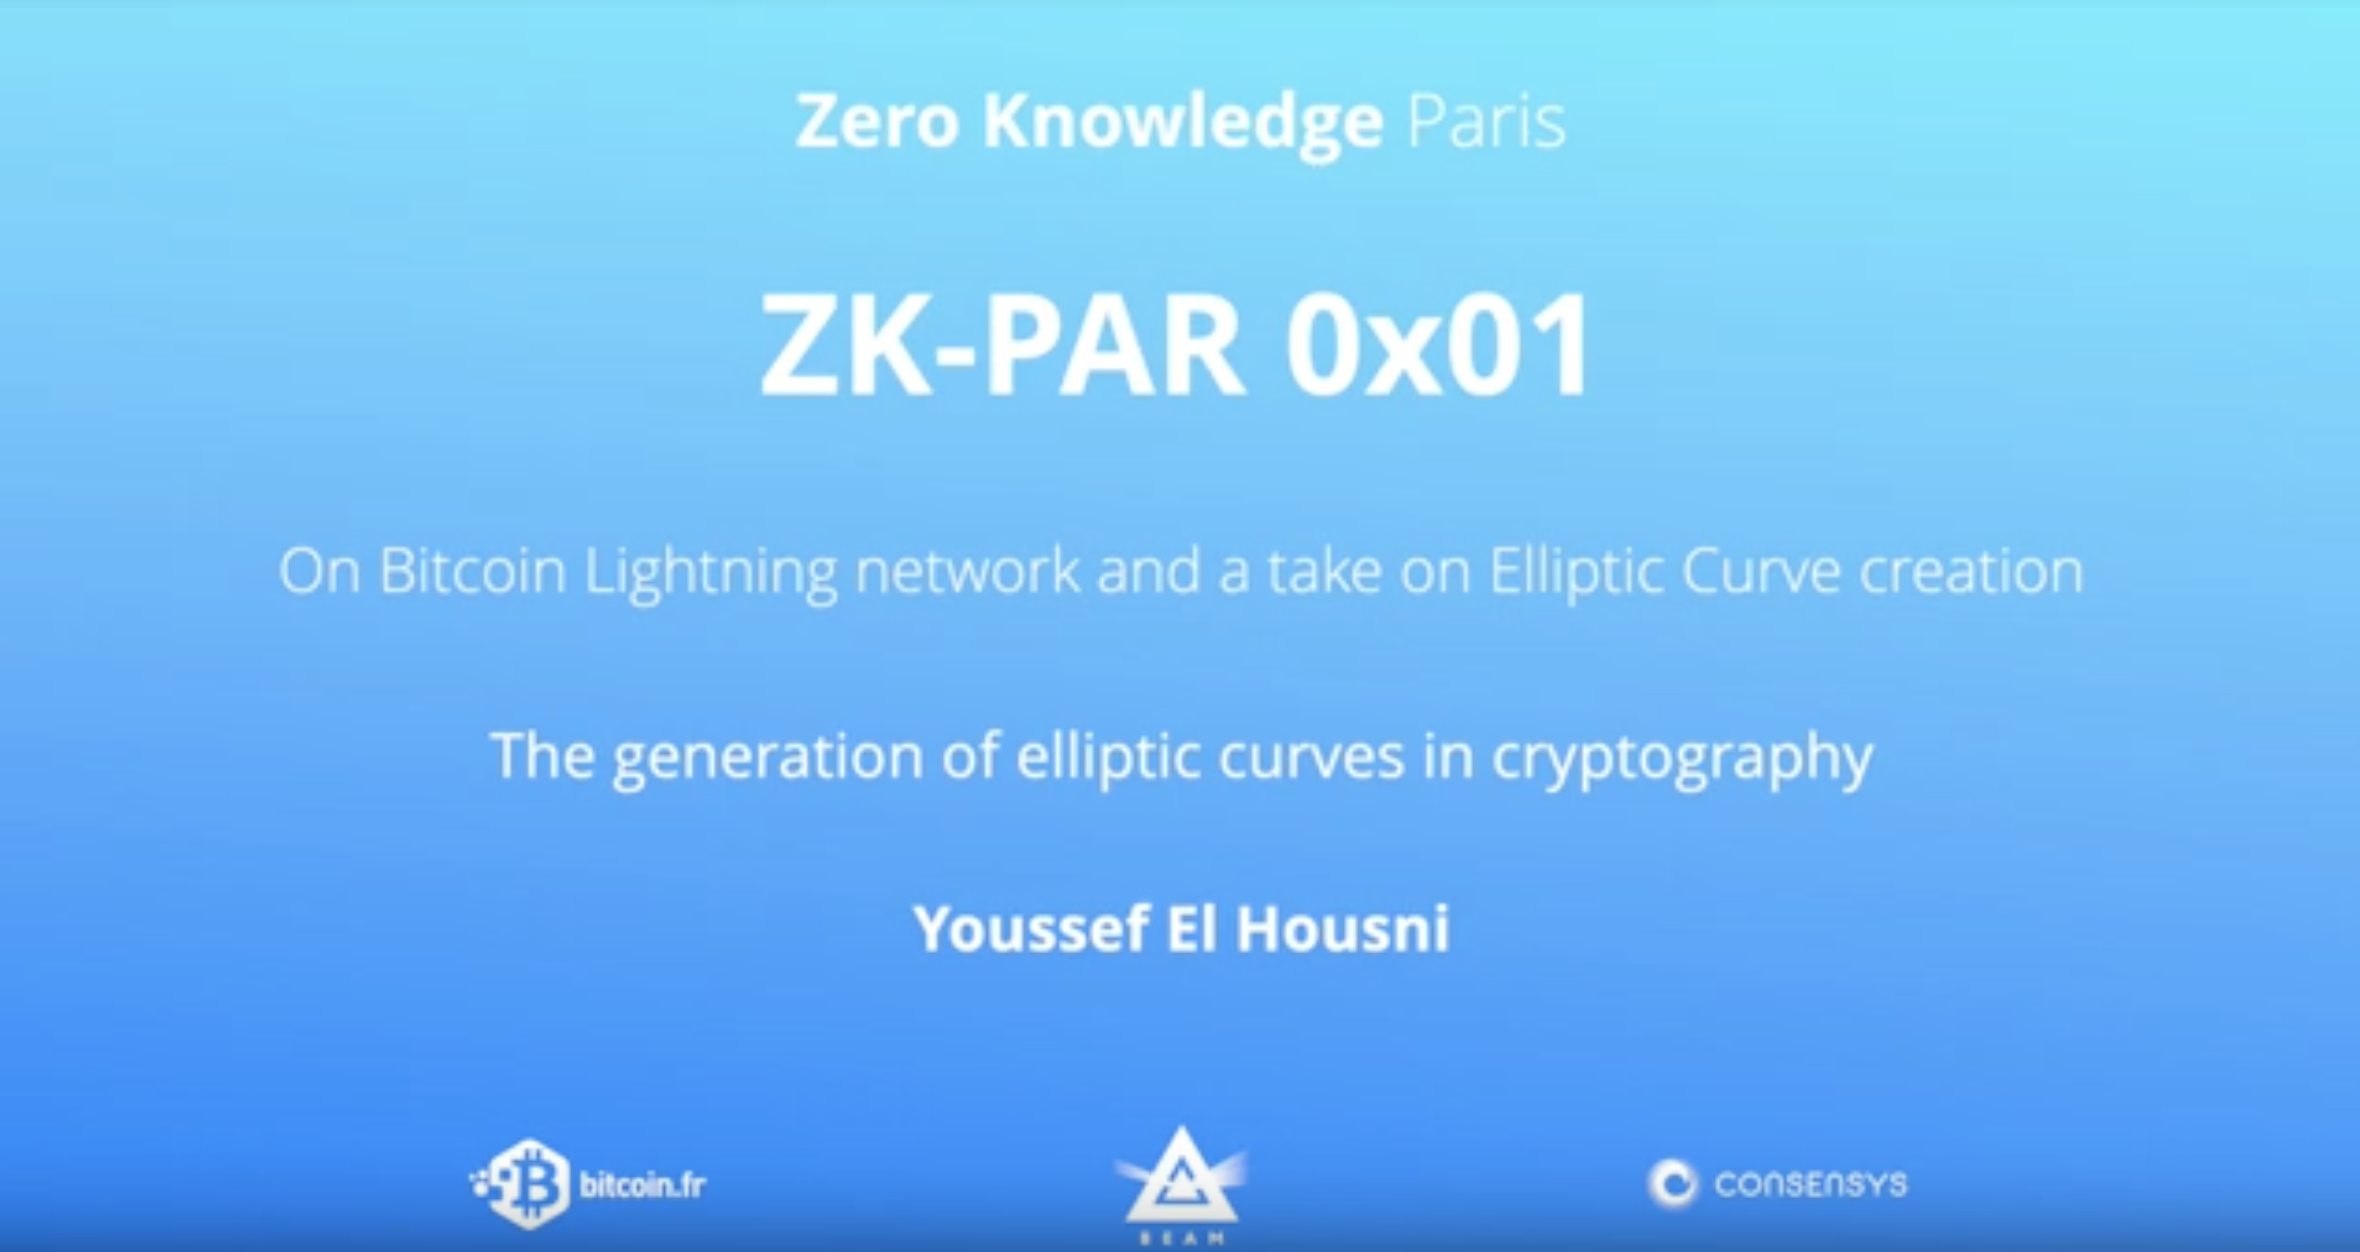 Zero Knowledge Paris
ZK-PAR 0x01
On Bitcoin Lightning network and a take on Elliptic Curve creation
The generation of elliptic curves in cryptography
Youssef El Housni
bitcoin.fr
BEAM
CONSENSYS